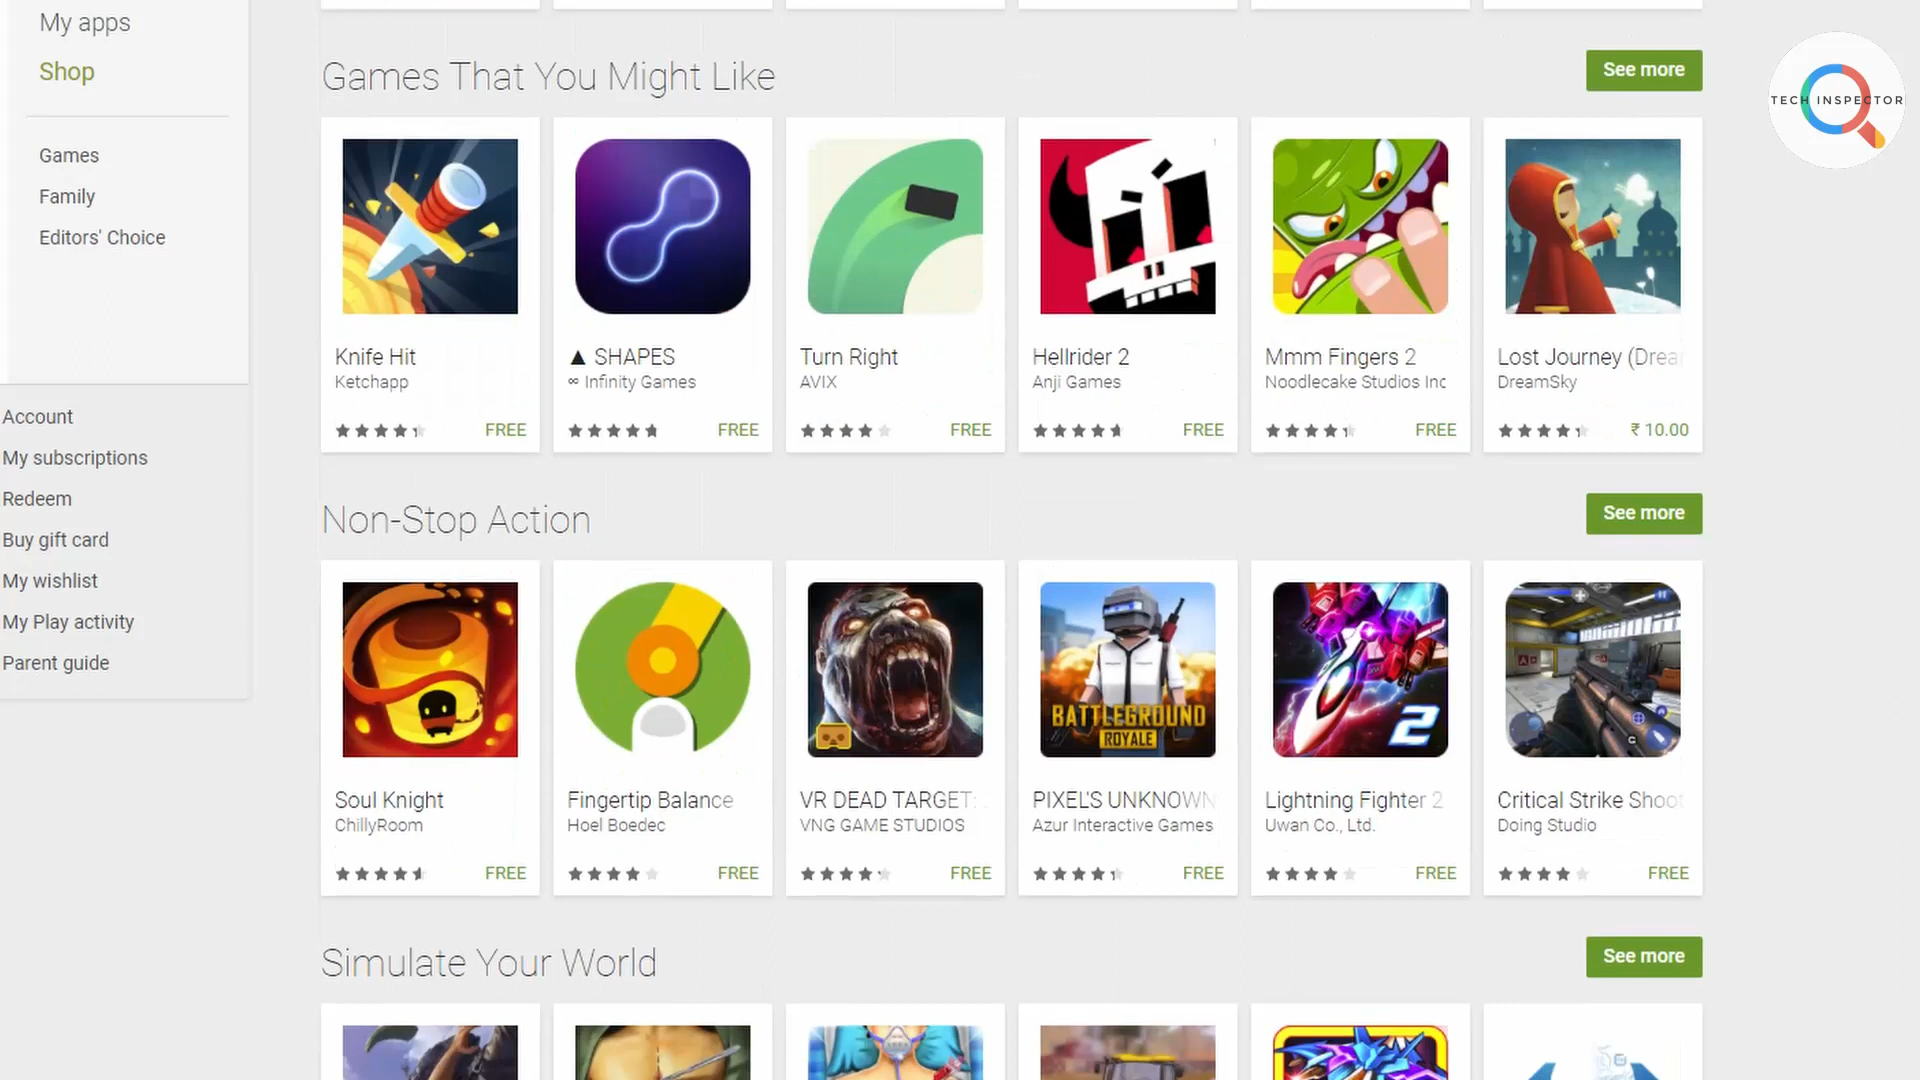 My apps
Shop
Games
Family
Editors' Choice
Account
My subscriptions
Redeem
Buy gift card
My wishlist
My Play activity
Parent guide
TECH INSPECTOR
Games That You Might Like
See more
Knife Hit
Ketchapp
FREE
▲ SHAPES
∞ Infinity Games
FREE
Turn Right
AVIX
FREE
Hellrider 2
Anji Games
FREE
Mmm Fingers 2
Noodlecake Studios Inc
FREE
Lost Journey (Drea
DreamSky
₹ 10.00
Non-Stop Action
See more
Soul Knight
ChillyRoom
FREE
Fingertip Balance
Hoel Boedec
FREE
VR DEAD TARGET:
VNG GAME STUDIOS
FREE
BATTLEGROUND
ROYALE
PIXEL'S UNKNOWN
Azur Interactive Games
FREE
2
Lightning Fighter 2
Uwan Co., Ltd.
FREE
Critical Strike Shoot
Doing Studio
FREE
Simulate Your World
See more